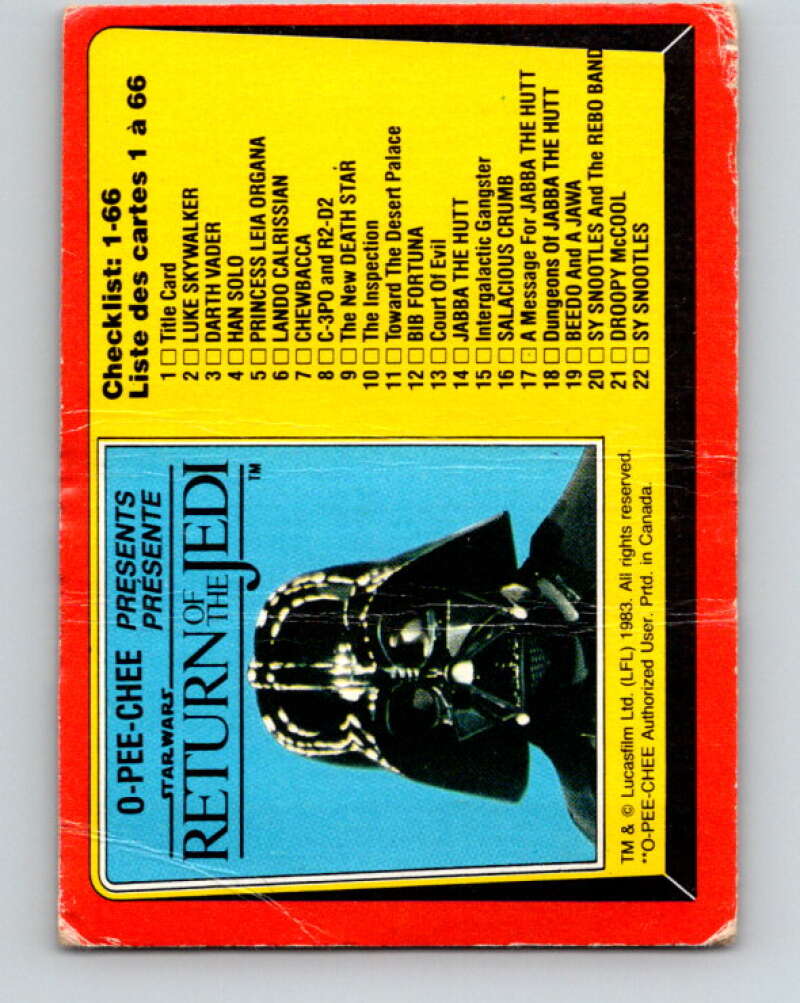 O-PEE-CHEE PRESENTS
PRÉSENTE
STAR WARS
RETURN OF THE JEDI
TM
Checklist: 1-66
Liste des cartes 1 à 66
1 □ Title Card
2 □ LUKE SKYWALKER
3 □ DARTH VADER
4 □ HAN SOLO
5 □ PRINCESS LEIA ORGANA
6 □ LANDO CALRISSIAN
7 □ CHEWBACCA
8 □ C-3PO and R2-D2
9 □ The New DEATH STAR
10 □ The Inspection
11 □ Toward The Desert Palace
12 □ BIB FORTUNA
13 □ Court Of Evil
14 □ JABBA THE HUTT
15 □ Intergalactic Gangster
16 □ SALACIOUS CRUMB
17 □ A Message For JABBA THE HUTT
18 □ Dungeons Of JABBA THE HUTT
19 □ BEEDO And A JAWA
20 □ SY SNOOTLES And The REBO BAND
21 □ DROOPY McCOOL
22 □ SY SNOOTLES
TM & © Lucasfilm Ltd. (LFL) 1983. All rights reserved.
**O-PEE-CHEE Authorized User. Prtd. in Canada.